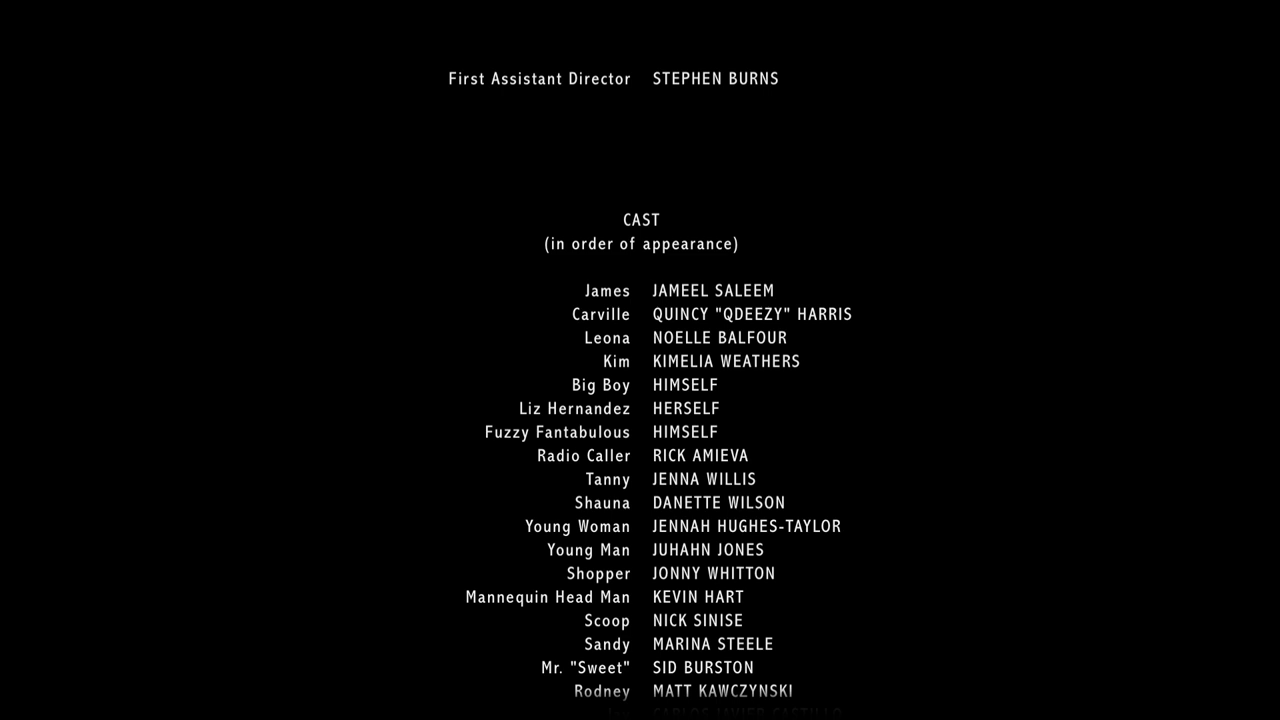 First Assistant Director STEPHEN BURNS
CAST
(in order of appearance)
James JAMEEL SALEEM
Carville QUINCY "QDEEZY" HARRIS
Leona NOELLE BALFOUR
Kim KIMELIA WEATHERS
Big Boy HIMSELF
Liz Hernandez HERSELF
Fuzzy Fantabulous HIMSELF
Radio Caller RICK AMIEVA
Tanny JENNA WILLIS
Shauna DANETTE WILSON
Young Woman JENNAH HUGHES-TAYLOR
Young Man JUHAHN JONES
Shopper JONNY WHITTON
Mannequin Head Man KEVIN HART
Scoop NICK SINISE
Sandy MARINA STEELE
Mr. "Sweet" SID BURSTON
Rodney MATT KAWCZYNSKI
CARLOS JAVIER CASTILLO